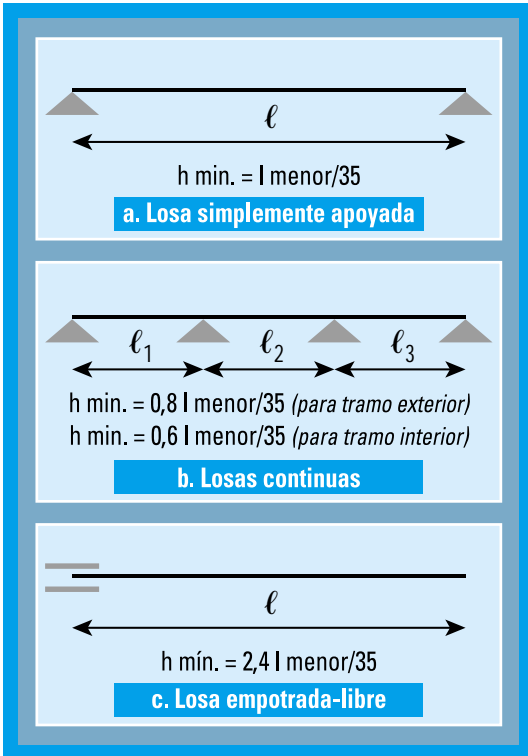 ℓ
h min. = l menor/35
a. Losa simplemente apoyada
ℓ1 ℓ2 ℓ3
h min. = 0,8 l menor/35 (para tramo exterior)
h min. = 0,6 l menor/35 (para tramo interior)
b. Losas continuas
ℓ
h mín. = 2,4 l menor/35
c. Losa empotrada-libre